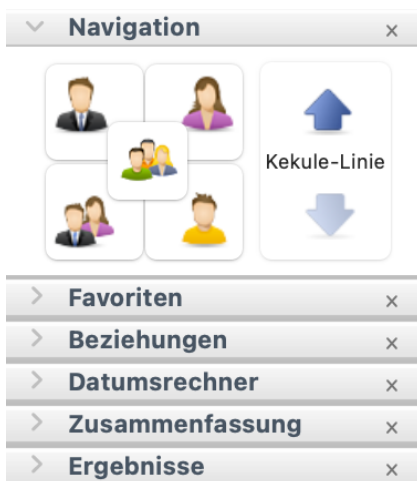 Navigation
Kekule-Linie
Favoriten
Beziehungen
Datumsrechner
Zusammenfassung
Ergebnisse